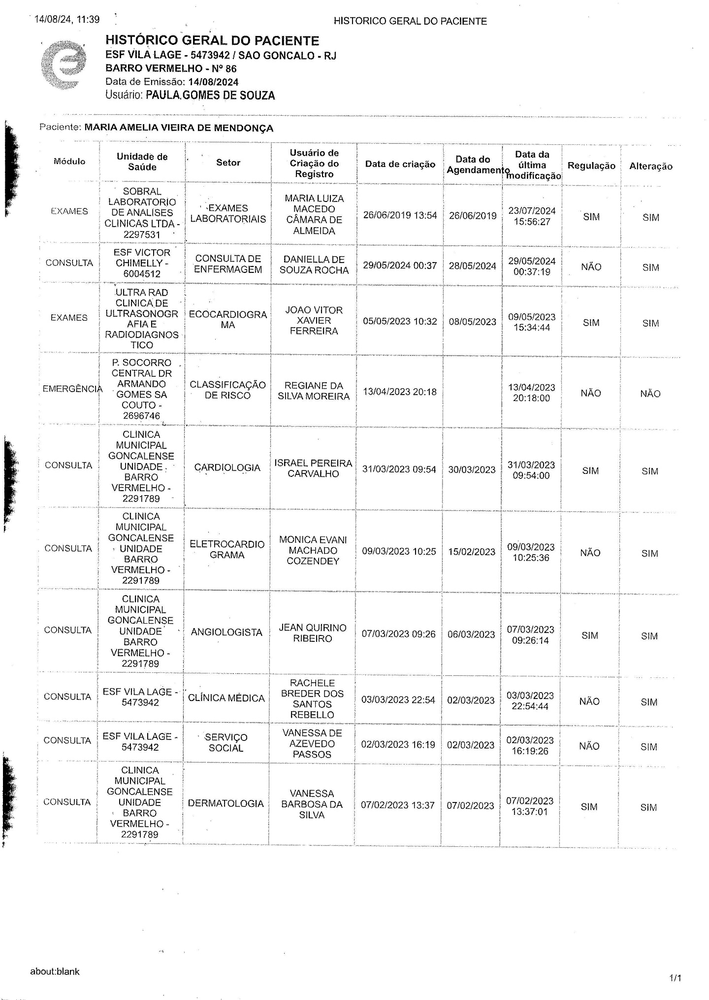 14/08/24, 11:39
HISTORICO GERAL DO PACIENTE
HISTÓRICO GERAL DO PACIENTE
ESF VILA LAGE - 5473942 / SAO GONCALO - RJ
BARRO VERMELHO - Nº 86
Data de Emissão: 14/08/2024
Usuário: PAULA GOMES DE SOUZA
Paciente: MARIA AMELIA VIEIRA DE MENDONÇA
Módulo
Unidade de
Saúde
Setor
Usuário de
Criação do
Registro
Data de criação
Data do
Agendamento
Data da
última
modificação
Regulação
Alteração
EXAMES
SOBRAL
LABORATORIO
DE ANALISES
CLINICAS LTDA -
2297531
EXAMES
LABORATORIAIS
MARIA LUIZA
MACEDO
CÂMARA DE
ALMEIDA
26/06/2019 13:54
26/06/2019
23/07/2024
15:56:27
SIM
SIM
CONSULTA
ESF VICTOR
CHIMELLY -
6004512
CONSULTA DE
ENFERMAGEM
DANIELLA DE
SOUZA ROCHA
29/05/2024 00:37
28/05/2024
29/05/2024
00:37:19
NÃO
SIM
EXAMES
ULTRA RAD
CLINICA DE
ULTRASONOGR
AFIA E
RADIODIAGNOS
TICO
ECOCARDIOGRA
MA
JOAO VITOR
XAVIER
FERREIRA
05/05/2023 10:32
08/05/2023
09/05/2023
15:34:44
SIM
SIM
EMERGÊNCIA
P. SOCORRO
CENTRAL DR
ARMANDO
GOMES SA
COUTO -
2696746
CLASSIFICAÇÃO
DE RISCO
REGIANE DA
SILVA MOREIRA
13/04/2023 20:18
13/04/2023
20:18:00
NÃO
NÃO
CONSULTA
CLINICA
MUNICIPAL
GONCALENSE
UNIDADE
BARRO
VERMELHO -
2291789
CARDIOLOGIA
ISRAEL PEREIRA
CARVALHO
31/03/2023 09:54
30/03/2023
31/03/2023
09:54:00
SIM
SIM
CONSULTA
CLINICA
MUNICIPAL
GONCALENSE
UNIDADE
BARRO
VERMELHO -
2291789
ELETROCARDIO
GRAMA
MONICA EVANI
MACHADO
COZENDEY
09/03/2023 10:25
15/02/2023
09/03/2023
10:25:36
NÃO
SIM
CONSULTA
CLINICA
MUNICIPAL
GONCALENSE
UNIDADE
BARRO
VERMELHO -
2291789
ANGIOLOGISTA
JEAN QUIRINO
RIBEIRO
07/03/2023 09:26
06/03/2023
07/03/2023
09:26:14
SIM
SIM
CONSULTA
ESF VILA LAGE -
5473942
CLÍNICA MÉDICA
RACHELE
BREDER DOS
SANTOS
REBELLO
03/03/2023 22:54
02/03/2023
03/03/2023
22:54:44
NÃO
SIM
CONSULTA
ESF VILA LAGE -
5473942
SERVIÇO
SOCIAL
VANESSA DE
AZEVEDO
PASSOS
02/03/2023 16:19
02/03/2023
02/03/2023
16:19:26
NÃO
SIM
CONSULTA
CLINICA
MUNICIPAL
GONCALENSE
UNIDADE
BARRO
VERMELHO -
2291789
DERMATOLOGIA
VANESSA
BARBOSA DA
SILVA
07/02/2023 13:37
07/02/2023
07/02/2023
13:37:01
SIM
SIM
about:blank
1/1